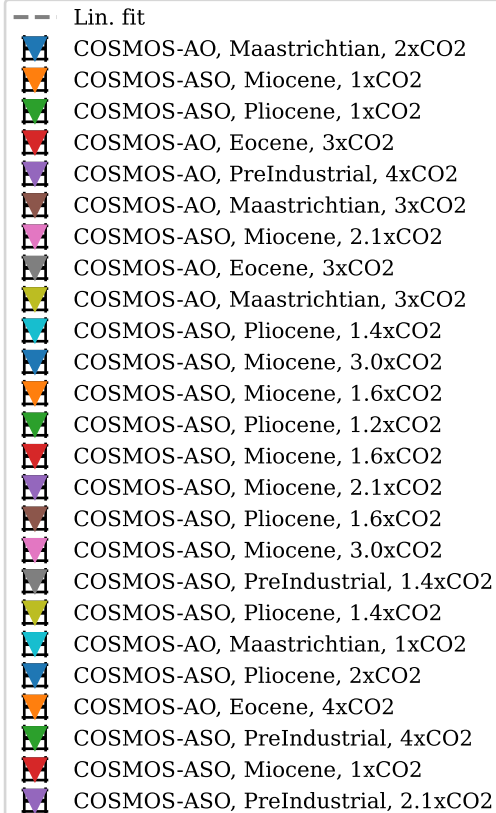 Lin. fit
COSMOS-AO, Maastrichtian, 2xCO2
COSMOS-ASO, Miocene, 1xCO2
COSMOS-ASO, Pliocene, 1xCO2
COSMOS-AO, Eocene, 3xCO2
COSMOS-AO, PreIndustrial, 4xCO2
COSMOS-AO, Maastrichtian, 3xCO2
COSMOS-ASO, Miocene, 2.1xCO2
COSMOS-AO, Eocene, 3xCO2
COSMOS-AO, Maastrichtian, 3xCO2
COSMOS-ASO, Pliocene, 1.4xCO2
COSMOS-ASO, Miocene, 3.0xCO2
COSMOS-ASO, Miocene, 1.6xCO2
COSMOS-ASO, Pliocene, 1.2xCO2
COSMOS-ASO, Miocene, 1.6xCO2
COSMOS-ASO, Miocene, 2.1xCO2
COSMOS-ASO, Pliocene, 1.6xCO2
COSMOS-ASO, Miocene, 3.0xCO2
COSMOS-ASO, PreIndustrial, 1.4xCO2
COSMOS-ASO, Pliocene, 1.4xCO2
COSMOS-AO, Maastrichtian, 1xCO2
COSMOS-ASO, Pliocene, 2xCO2
COSMOS-AO, Eocene, 4xCO2
COSMOS-ASO, PreIndustrial, 4xCO2
COSMOS-ASO, Miocene, 1xCO2
COSMOS-ASO, PreIndustrial, 2.1xCO2